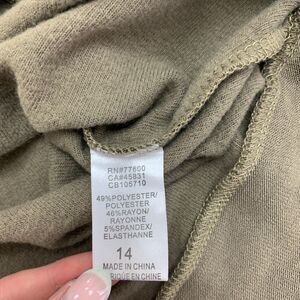 RN#77600
CA#45831
CB105710
49%POLYESTER/
POLYESTER
46%RAYON/
RAYONNE
5%SPANDEX/
ELASTHANNE
14
MADE IN CHINA
RIQUÉ EN CHINE